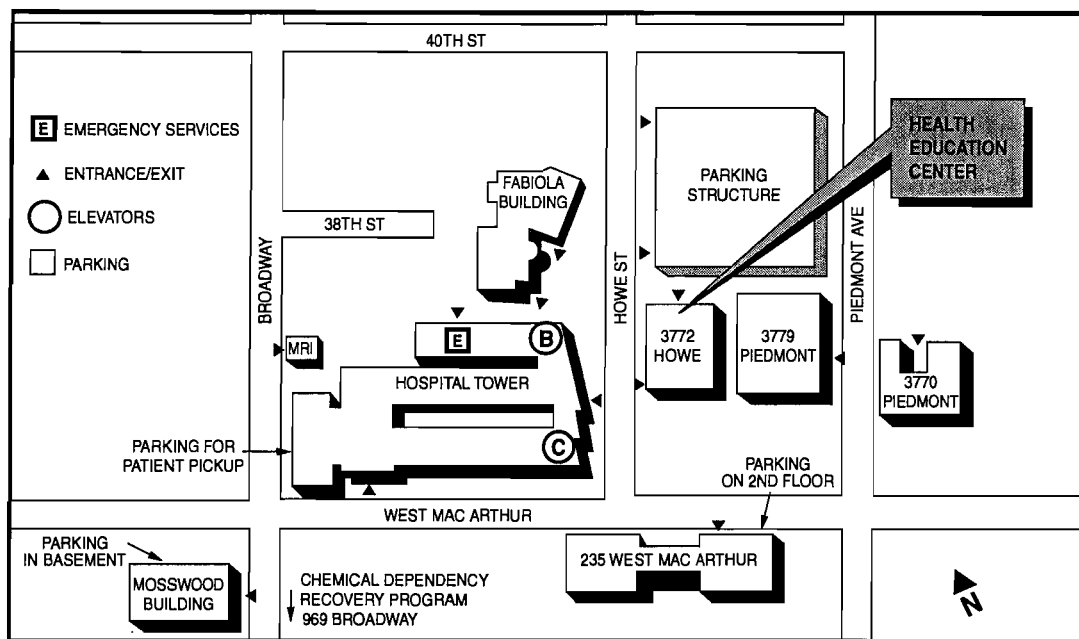 40TH ST
E EMERGENCY SERVICES
ENTRANCE/EXIT
ELEVATORS
PARKING
BROADWAY
38TH ST
FABIOLA
BUILDING
HOWE ST
PARKING
STRUCTURE
PIEDMONT AVE
HEALTH
EDUCATION
CENTER
MRI
E
B
HOSPITAL TOWER
C
3772
HOWE
3779
PIEDMONT
3770
PIEDMONT
PARKING FOR
PATIENT PICKUP
PARKING
ON 2ND FLOOR
WEST MAC ARTHUR
PARKING
IN BASEMENT
MOSSWOOD
BUILDING
CHEMICAL DEPENDENCY
RECOVERY PROGRAM
969 BROADWAY
235 WEST MAC ARTHUR
N